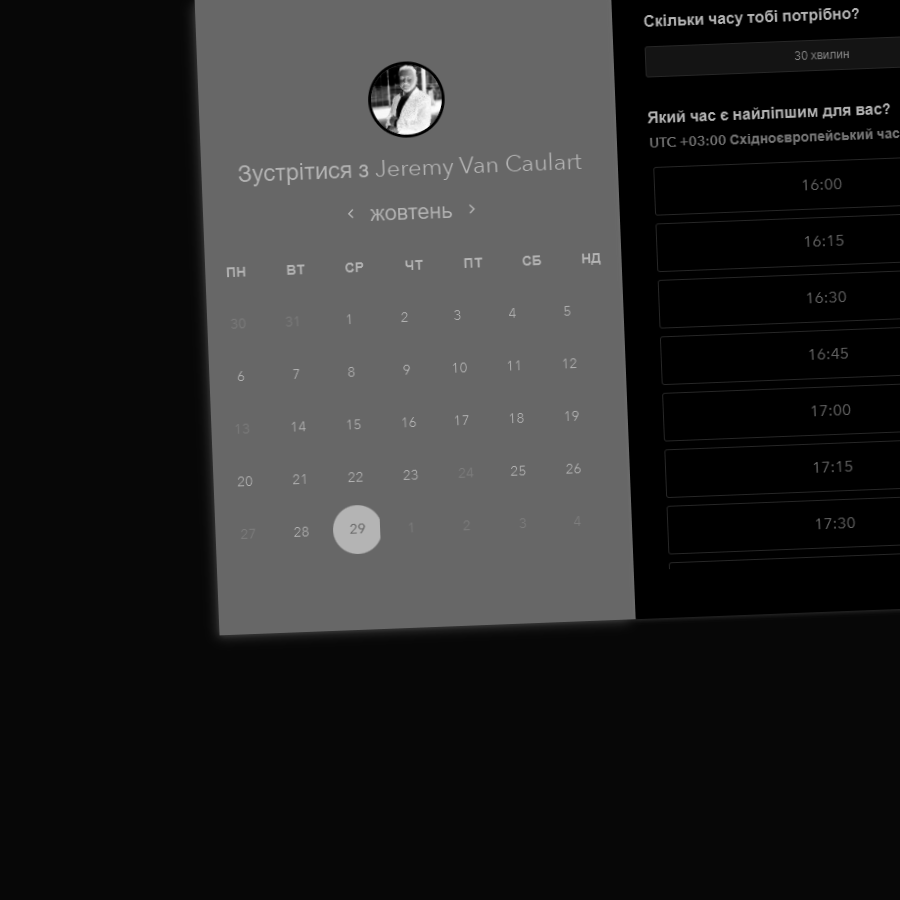 Зустрітися з Jeremy Van Caulart
‹ жовтень ›
ПН ВТ СР ЧТ ПТ СБ НД
30 31 1 2 3 4 5
6 7 8 9 10 11 12
13 14 15 16 17 18 19
20 21 22 23 24 25 26
27 28 29 1 2 3 4
Скільки часу тобі потрібно?
30 хвилин
Який час є найліпшим для вас?
UTC +03:00 Східноєвропейський час
16:00
16:15
16:30
16:45
17:00
17:15
17:30